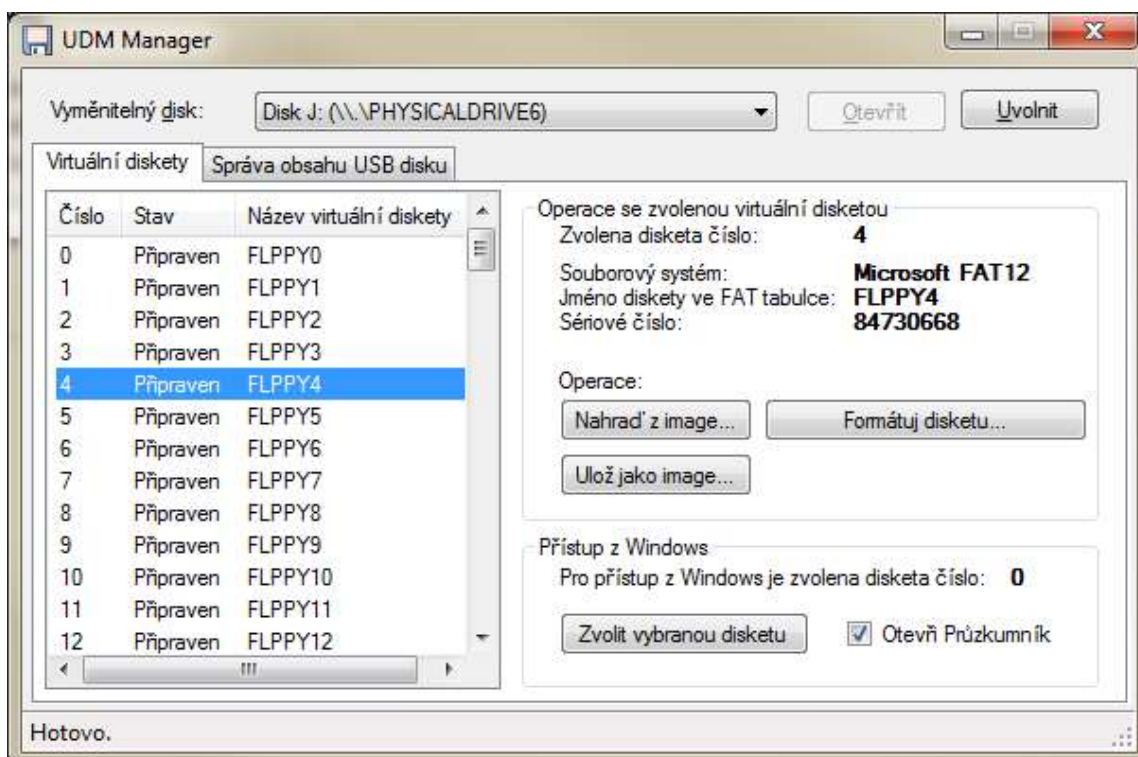 UDM Manager
Vyměnitelný disk: Disk J: (\\.\PHYSICALDRIVE6) Otevřít Uvolnit
Virtuální diskety Správa obsahu USB disku
Číslo Stav Název virtuální diskety
0 Připraven FLPPY0
1 Připraven FLPPY1
2 Připraven FLPPY2
3 Připraven FLPPY3
4 Připraven FLPPY4
5 Připraven FLPPY5
6 Připraven FLPPY6
7 Připraven FLPPY7
8 Připraven FLPPY8
9 Připraven FLPPY9
10 Připraven FLPPY10
11 Připraven FLPPY11
12 Připraven FLPPY12
Operace se zvolenou virtuální disketou
Zvolena disketa číslo: 4
Souborový systém: Microsoft FAT12
Jméno diskety ve FAT tabulce: FLPPY4
Sériové číslo: 84730668
Operace:
Nahraď z image... Formátuj disketu...
Ulož jako image...
Přístup z Windows
Pro přístup z Windows je zvolena disketa číslo: 0
Zvolit vybranou disketu Otevři Průzkumník
Hotovo.